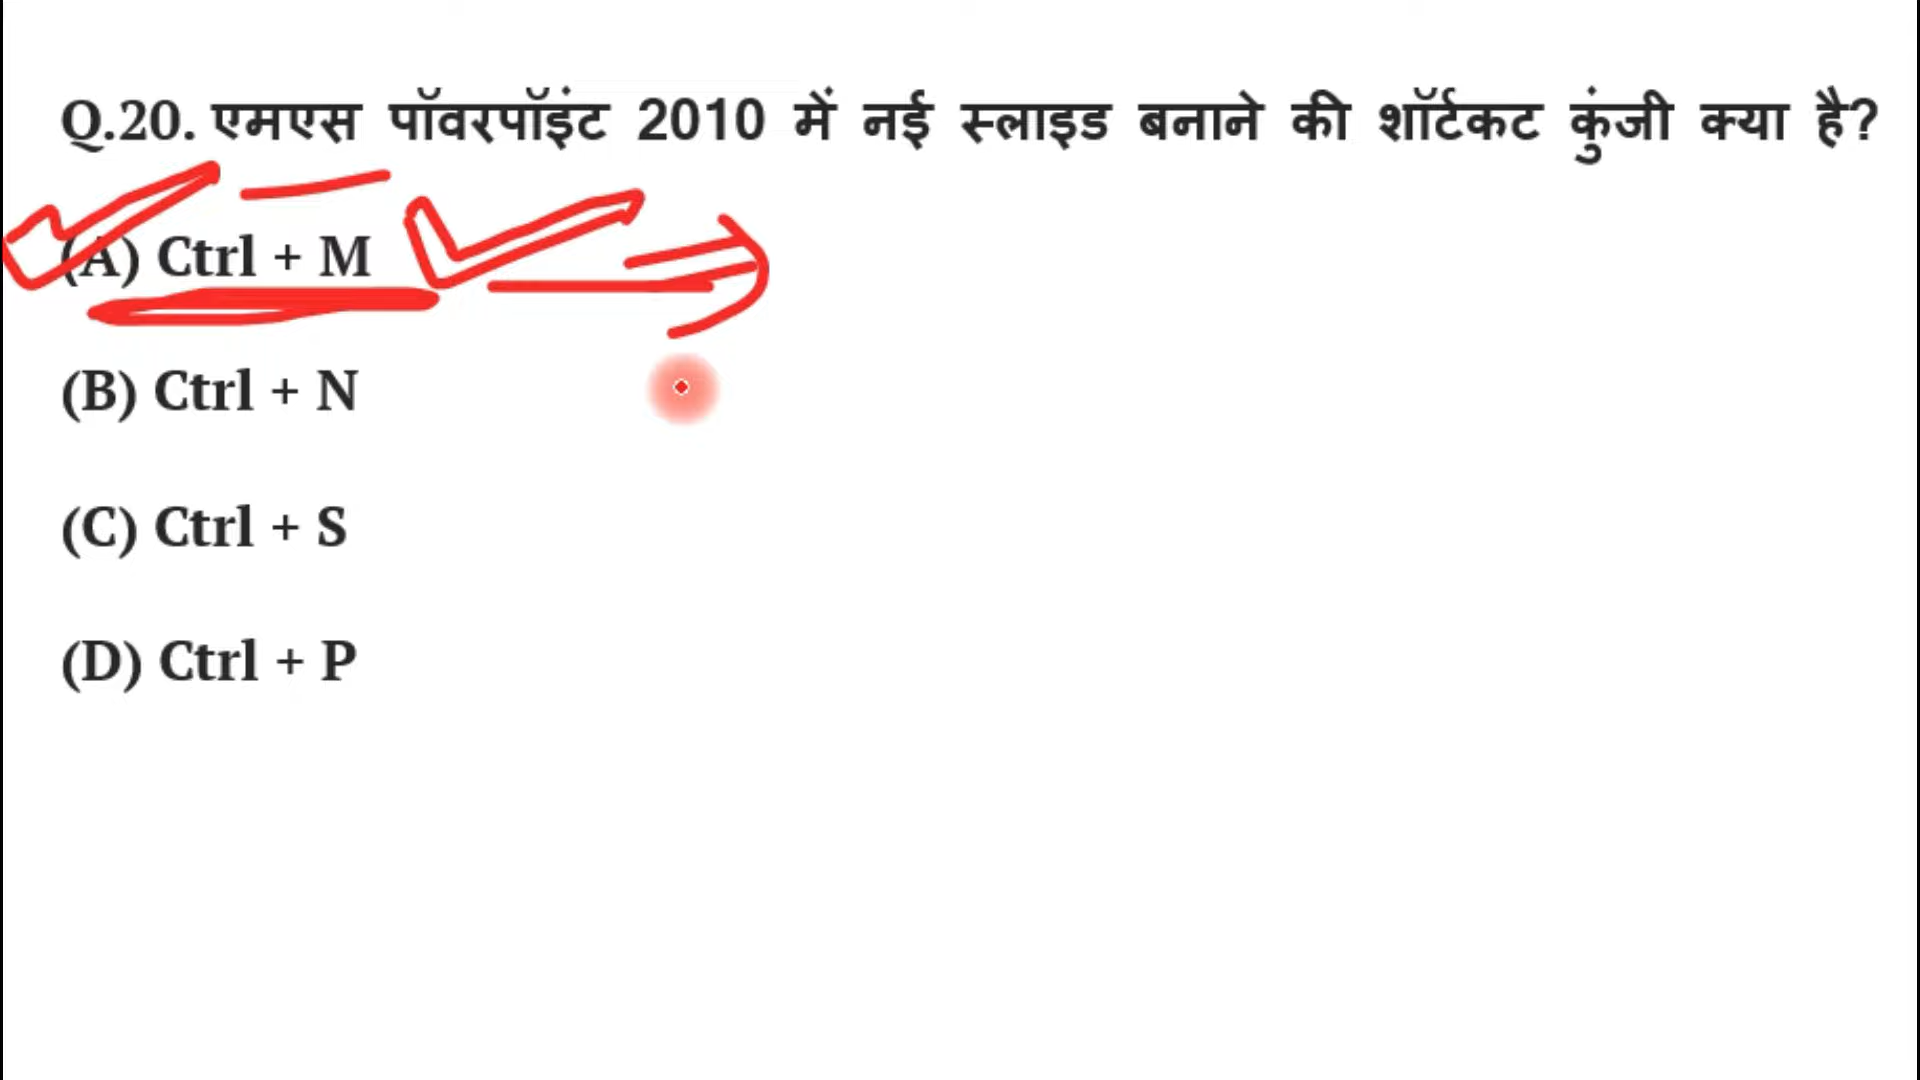 Q.20. एमएस पॉवरपॉइंट 2010 में नई स्लाइड बनाने की शॉर्टकट कुंजी क्या है?
(A) Ctrl + M
(B) Ctrl + N
(C) Ctrl + S
(D) Ctrl + P